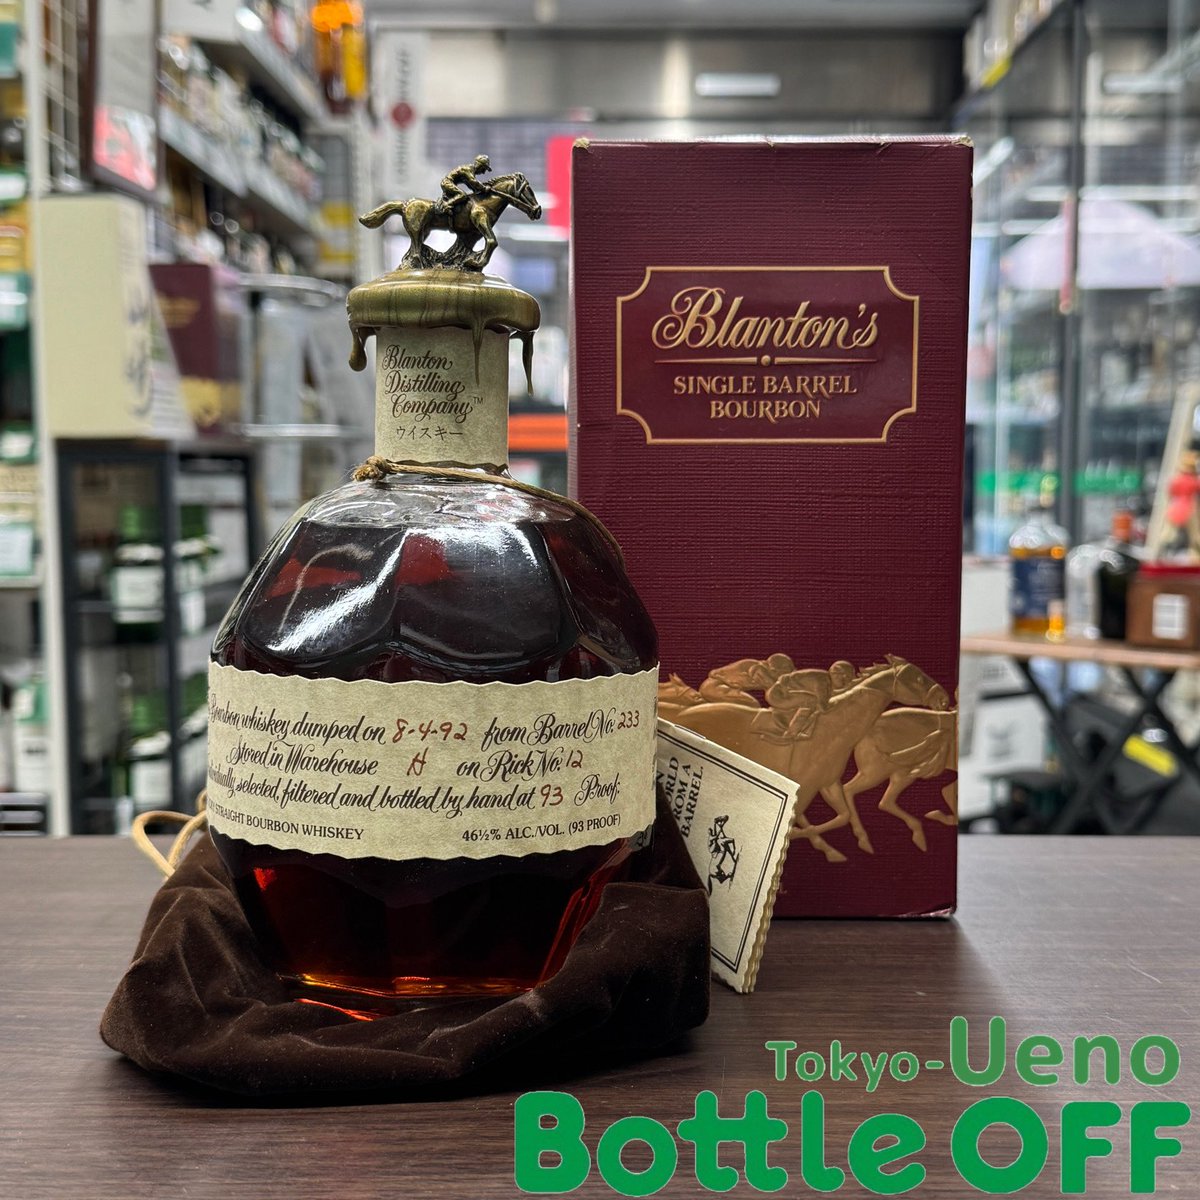 Blanton's
SINGLE BARREL
BOURBON
Blanton
Distilling
Company™
ウイスキー
Bourbon whiskey dumped on 8-4-92 from Barrel No. 233
Stored in Warehouse H on Rick No. 12
selected, filtered and bottled by hand at 93 Proof:
STRAIGHT BOURBON WHISKEY 46½% ALC./VOL. (93 PROOF)
BARREL
Tokyo-Ueno
Bottle OFF